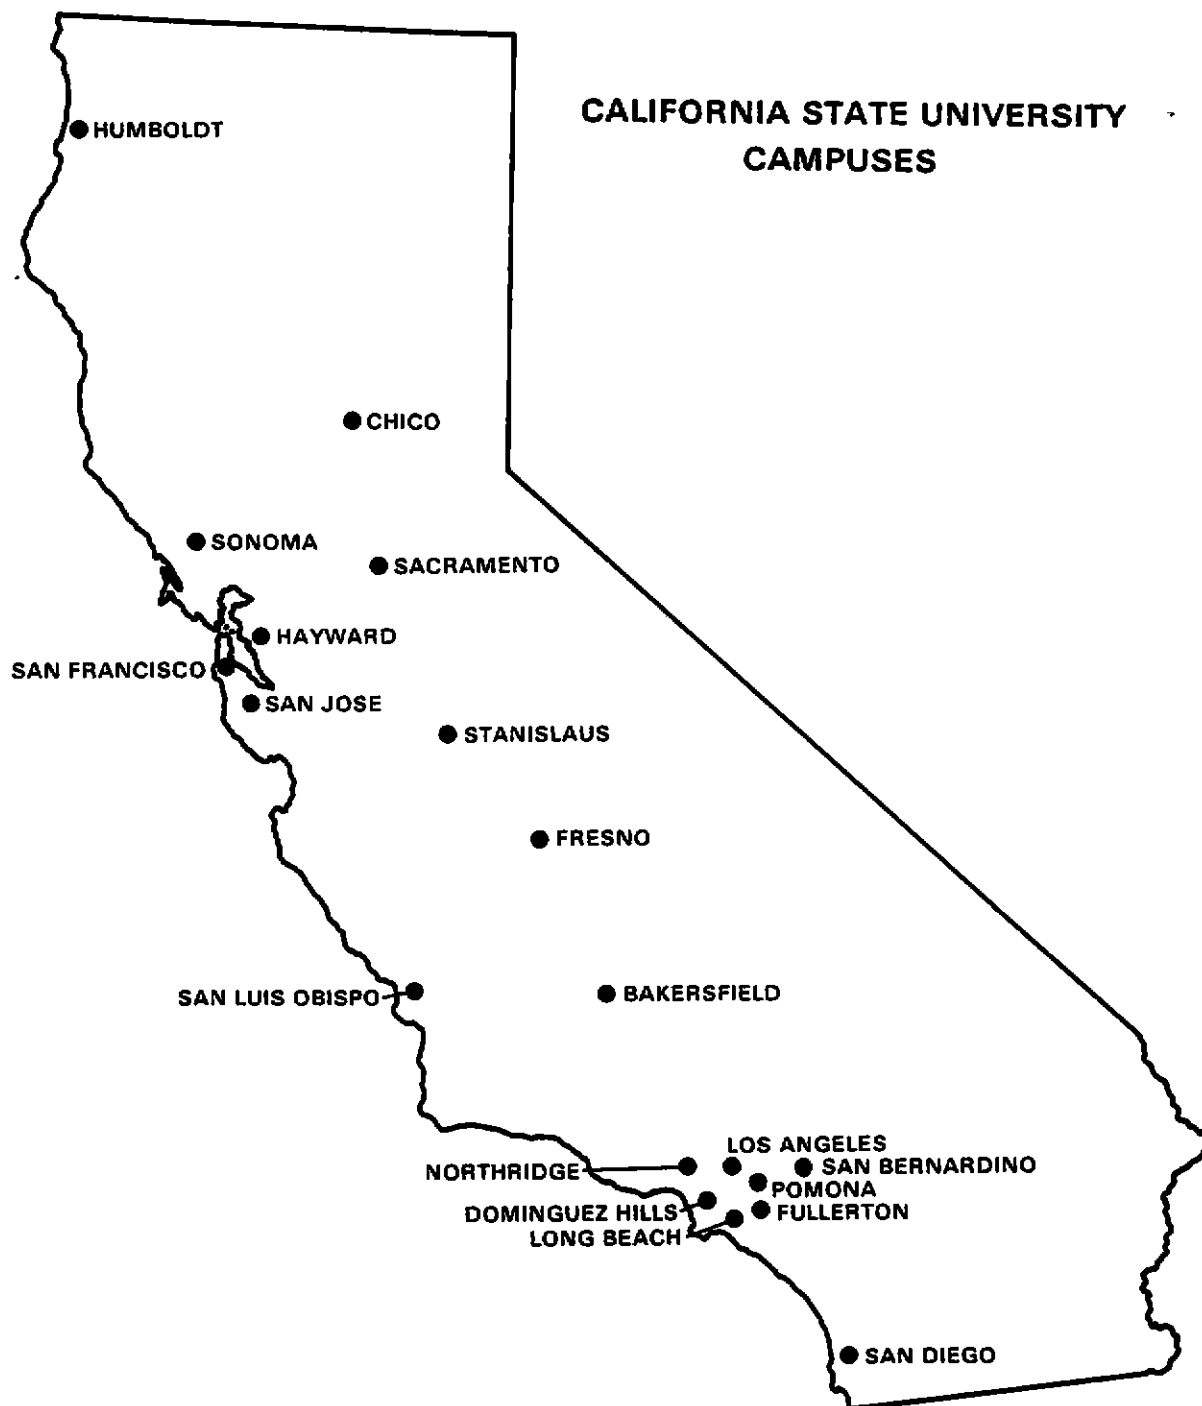 CALIFORNIA STATE UNIVERSITY
CAMPUSES
HUMBOLDT
CHICO
SONOMA
SACRAMENTO
HAYWARD
SAN FRANCISCO
SAN JOSE
STANISLAUS
FRESNO
SAN LUIS OBISPO
BAKERSFIELD
LOS ANGELES
NORTHRIDGE
SAN BERNARDINO
POMONA
DOMINGUEZ HILLS
FULLERTON
LONG BEACH
SAN DIEGO